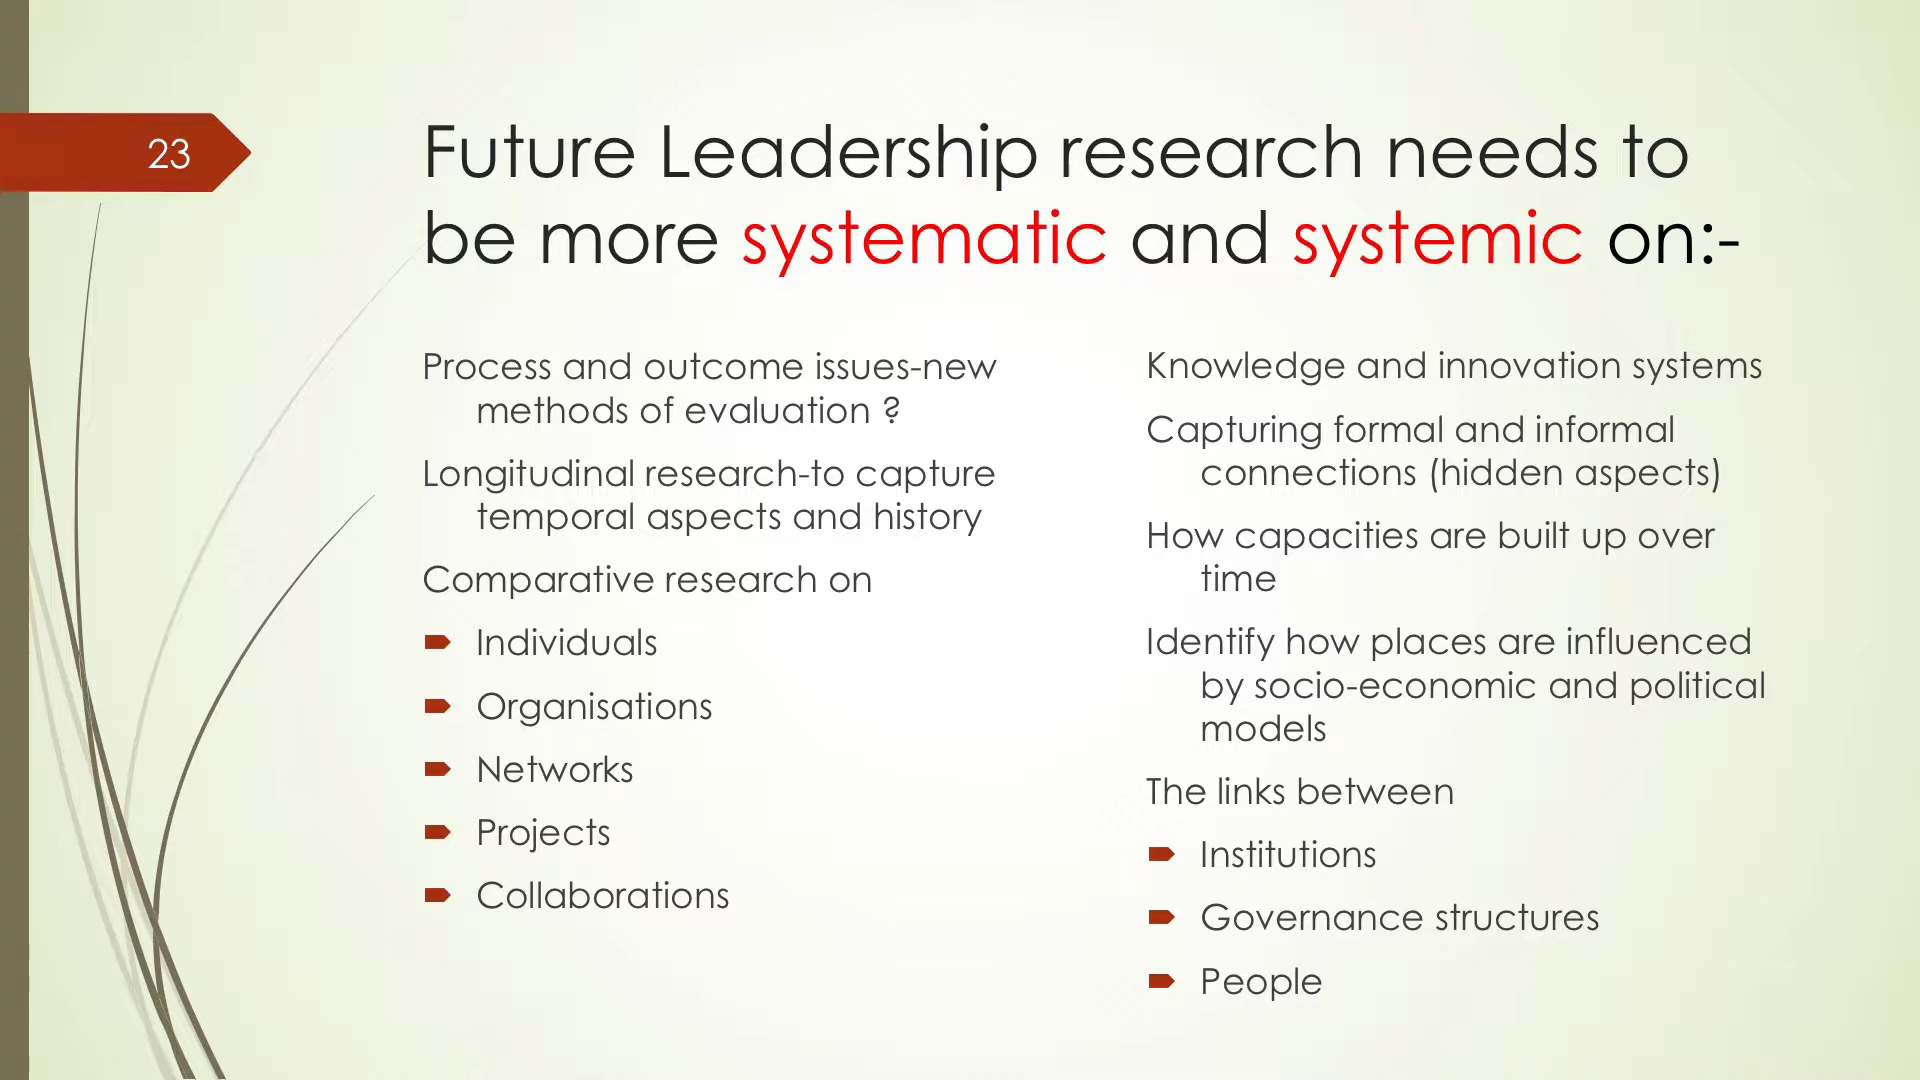 23
Future Leadership research needs to
be more systematic and systemic on:-
Process and outcome issues-new
methods of evaluation ?
Longitudinal research-to capture
temporal aspects and history
Comparative research on
Individuals
Organisations
Networks
Projects
Collaborations
Knowledge and innovation systems
Capturing formal and informal
connections (hidden aspects)
How capacities are built up over
time
Identify how places are influenced
by socio-economic and political
models
The links between
Institutions
Governance structures
People